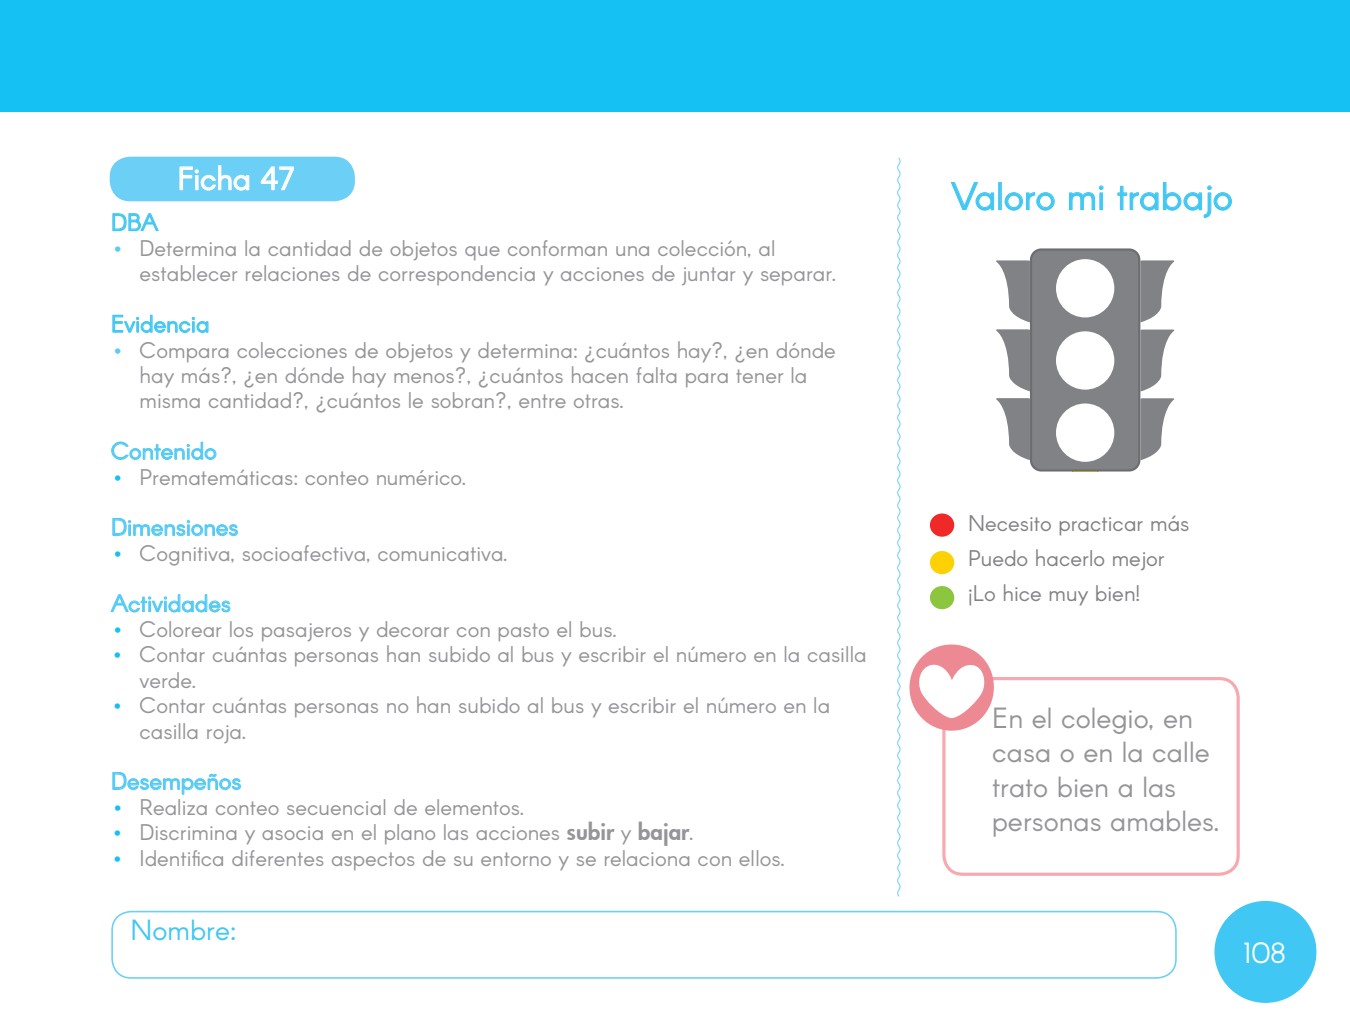 Ficha 47
DBA
• Determina la cantidad de objetos que conforman una colección, al
establecer relaciones de correspondencia y acciones de juntar y separar.
Evidencia
• Compara colecciones de objetos y determina: ¿cuántos hay?, ¿en dónde
hay más?, ¿en dónde hay menos?, ¿cuántos hacen falta para tener la
misma cantidad?, ¿cuántos le sobran?, entre otras.
Contenido
• Prematemáticas: conteo numérico.
Dimensiones
• Cognitiva, socioafectiva, comunicativa.
Actividades
• Colorear los pasajeros y decorar con pasto el bus.
• Contar cuántas personas han subido al bus y escribir el número en la casilla
verde.
• Contar cuántas personas no han subido al bus y escribir el número en la
casilla roja.
Desempeños
• Realiza conteo secuencial de elementos.
• Discrimina y asocia en el plano las acciones subir y bajar.
• Identifica diferentes aspectos de su entorno y se relaciona con ellos.
Valoro mi trabajo
Necesito practicar más
Puedo hacerlo mejor
¡Lo hice muy bien!
En el colegio, en
casa o en la calle
trato bien a las
personas amables.
Nombre:
108